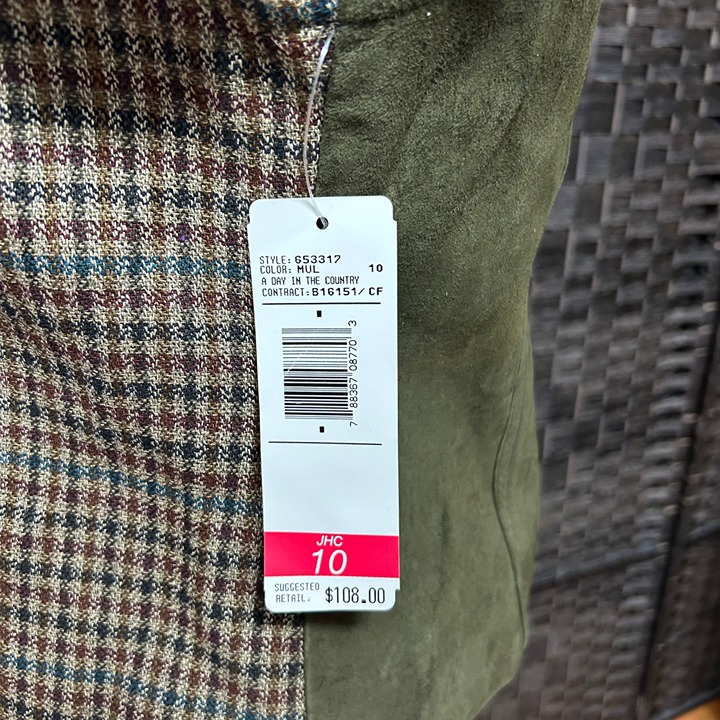 STYLE: 653317
COLOR: MUL 10
A DAY IN THE COUNTRY
CONTRACT: B16151/ CF
7 88367 08770 3
JHC
10
SUGGESTED RETAIL. $108.00